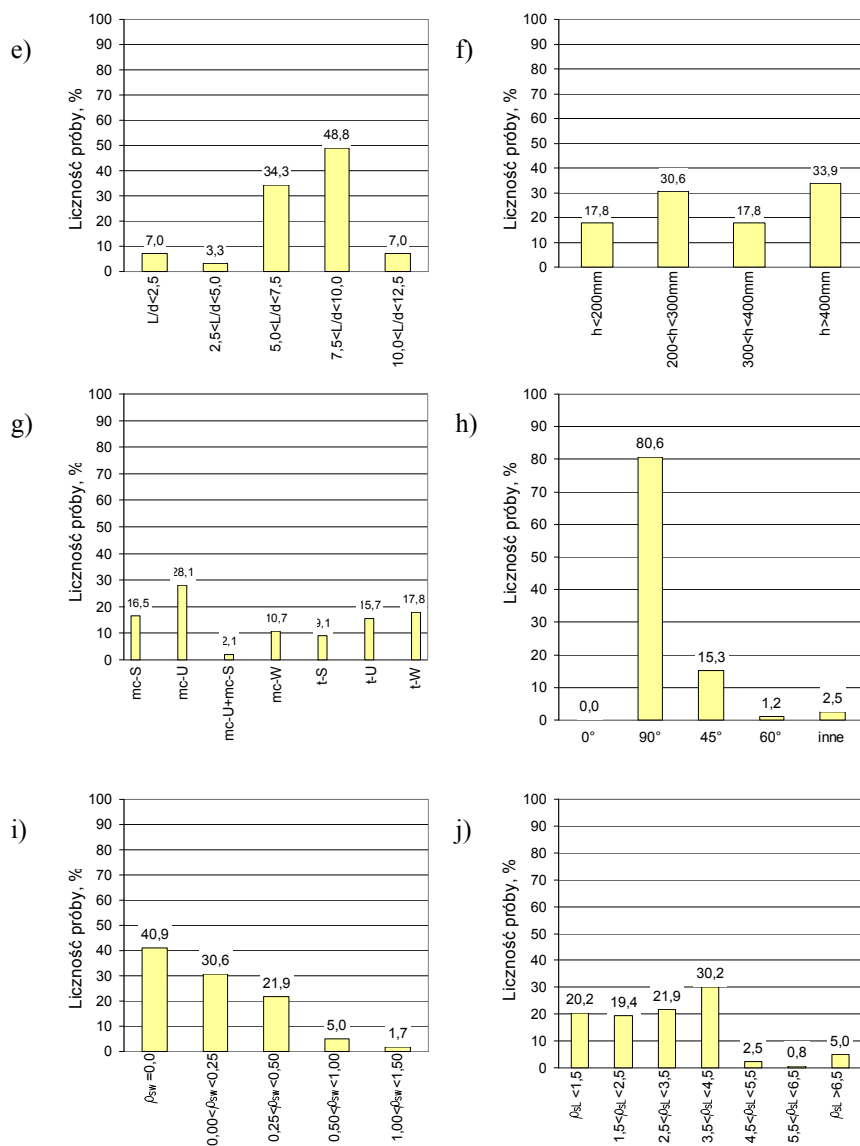 e)
Liczność próby, %
100
90
80
70
60
50
40
30
20
10
0
7,0
3,3
34,3
48,8
7,0
L/d<2,5
2,5<L/d<5,0
5,0<L/d<7,5
7,5<L/d<10,0
10,0<L/d<12,5
f)
Liczność próby, %
100
90
80
70
60
50
40
30
20
10
0
17,8
30,6
17,8
33,9
h<200mm
200<h<300mm
300<h<400mm
h>400mm
g)
Liczność próby, %
100
90
80
70
60
50
40
30
20
10
0
16,5
28,1
2,1
10,7
9,1
15,7
17,8
mc-S
mc-U
mc-U+mc-S
mc-W
t-S
t-U
t-W
h)
Liczność próby, %
100
90
80
70
60
50
40
30
20
10
0
0,0
80,6
15,3
1,2
2,5
0°
90°
45°
60°
inne
i)
Liczność próby, %
100
90
80
70
60
50
40
30
20
10
0
40,9
30,6
21,9
5,0
1,7
ρsw=0,0
0,00<ρsw<0,25
0,25<ρsw<0,50
0,50<ρsw<1,00
1,00<ρsw<1,50
j)
Liczność próby, %
100
90
80
70
60
50
40
30
20
10
0
20,2
19,4
21,9
30,2
2,5
0,8
5,0
ρsL<1,5
1,5<ρsL<2,5
2,5<ρsL<3,5
3,5<ρsL<4,5
4,5<ρsL<5,5
5,5<ρsL<6,5
ρsL>6,5